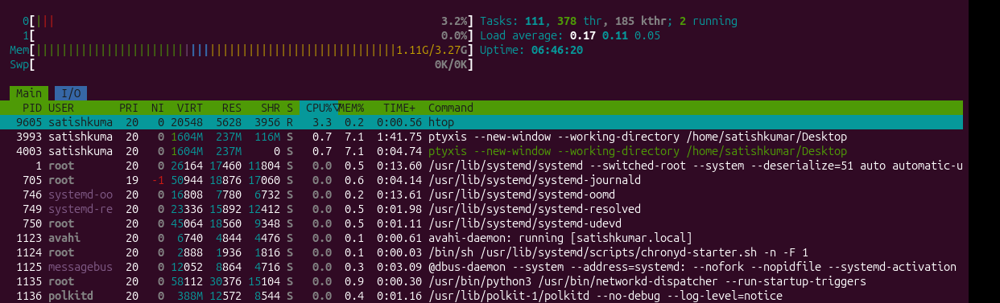 0[||| 3.2%] Tasks: 111, 378 thr, 185 kthr; 2 running
1[ 0.0%] Load average: 0.17 0.11 0.05
Mem[||||||||||||||||||||||||||||||||||||||||||||||||||||||||1.11G/3.27G] Uptime: 06:46:20
Swp[ 0K/0K]
Main I/O
PID USER PRI NI VIRT RES SHR S CPU%▽MEM% TIME+ Command
9605 satishkuma 20 0 20548 5628 3956 R 3.3 0.2 0:00.56 htop
3993 satishkuma 20 0 1604M 237M 116M S 0.7 7.1 1:41.75 ptyxis --new-window --working-directory /home/satishkumar/Desktop
4003 satishkuma 20 0 1604M 237M 0 S 0.7 7.1 0:04.74 ptyxis --new-window --working-directory /home/satishkumar/Desktop
1 root 20 0 26164 17460 11804 S 0.0 0.5 0:13.60 /usr/lib/systemd/systemd --switched-root --system --deserialize=51 auto automatic-u
705 root 19 -1 50944 18876 17060 S 0.0 0.6 0:04.14 /usr/lib/systemd/systemd-journald
746 systemd-oo 20 0 16808 7780 6732 S 0.0 0.2 0:13.61 /usr/lib/systemd/systemd-oomd
749 systemd-re 20 0 23336 15892 12412 S 0.0 0.5 0:01.98 /usr/lib/systemd/systemd-resolved
750 root 20 0 45064 18560 9348 S 0.0 0.5 0:01.11 /usr/lib/systemd/systemd-udevd
1123 avahi 20 0 6740 4844 4476 S 0.0 0.1 0:00.61 avahi-daemon: running [satishkumar.local]
1124 root 20 0 2888 1936 1816 S 0.0 0.1 0:00.03 /bin/sh /usr/lib/systemd/scripts/chronyd-starter.sh -n -F 1
1125 messagebus 20 0 12052 8864 4716 S 0.0 0.3 0:03.09 @dbus-daemon --system --address=systemd: --nofork --nopidfile --systemd-activation
1135 root 20 0 58112 30376 15104 S 0.0 0.9 0:00.30 /usr/bin/python3 /usr/bin/networkd-dispatcher --run-startup-triggers
1136 polkitd 20 0 388M 12572 8544 S 0.0 0.4 0:01.16 /usr/lib/polkit-1/polkitd --no-debug --log-level=notice